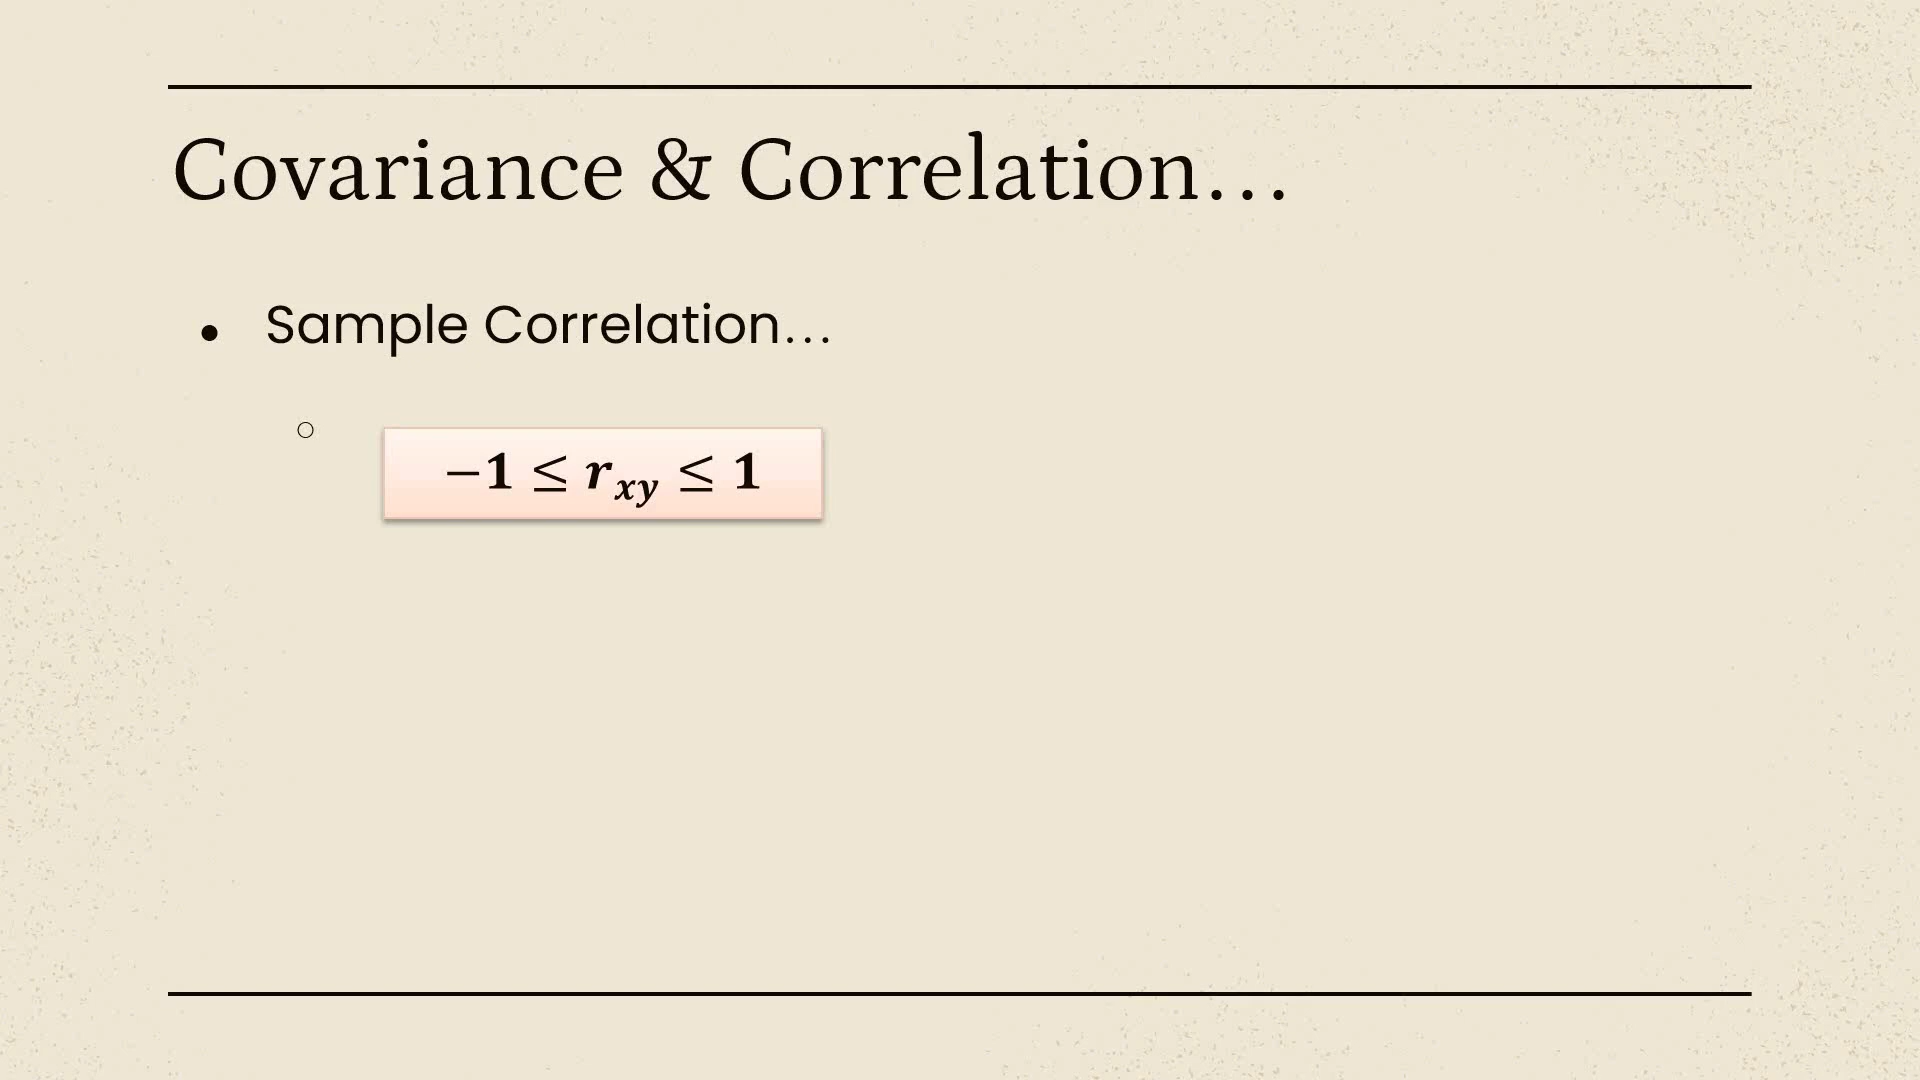 Covariance & Correlation…
• Sample Correlation…
○ −1 ≤ r_xy ≤ 1